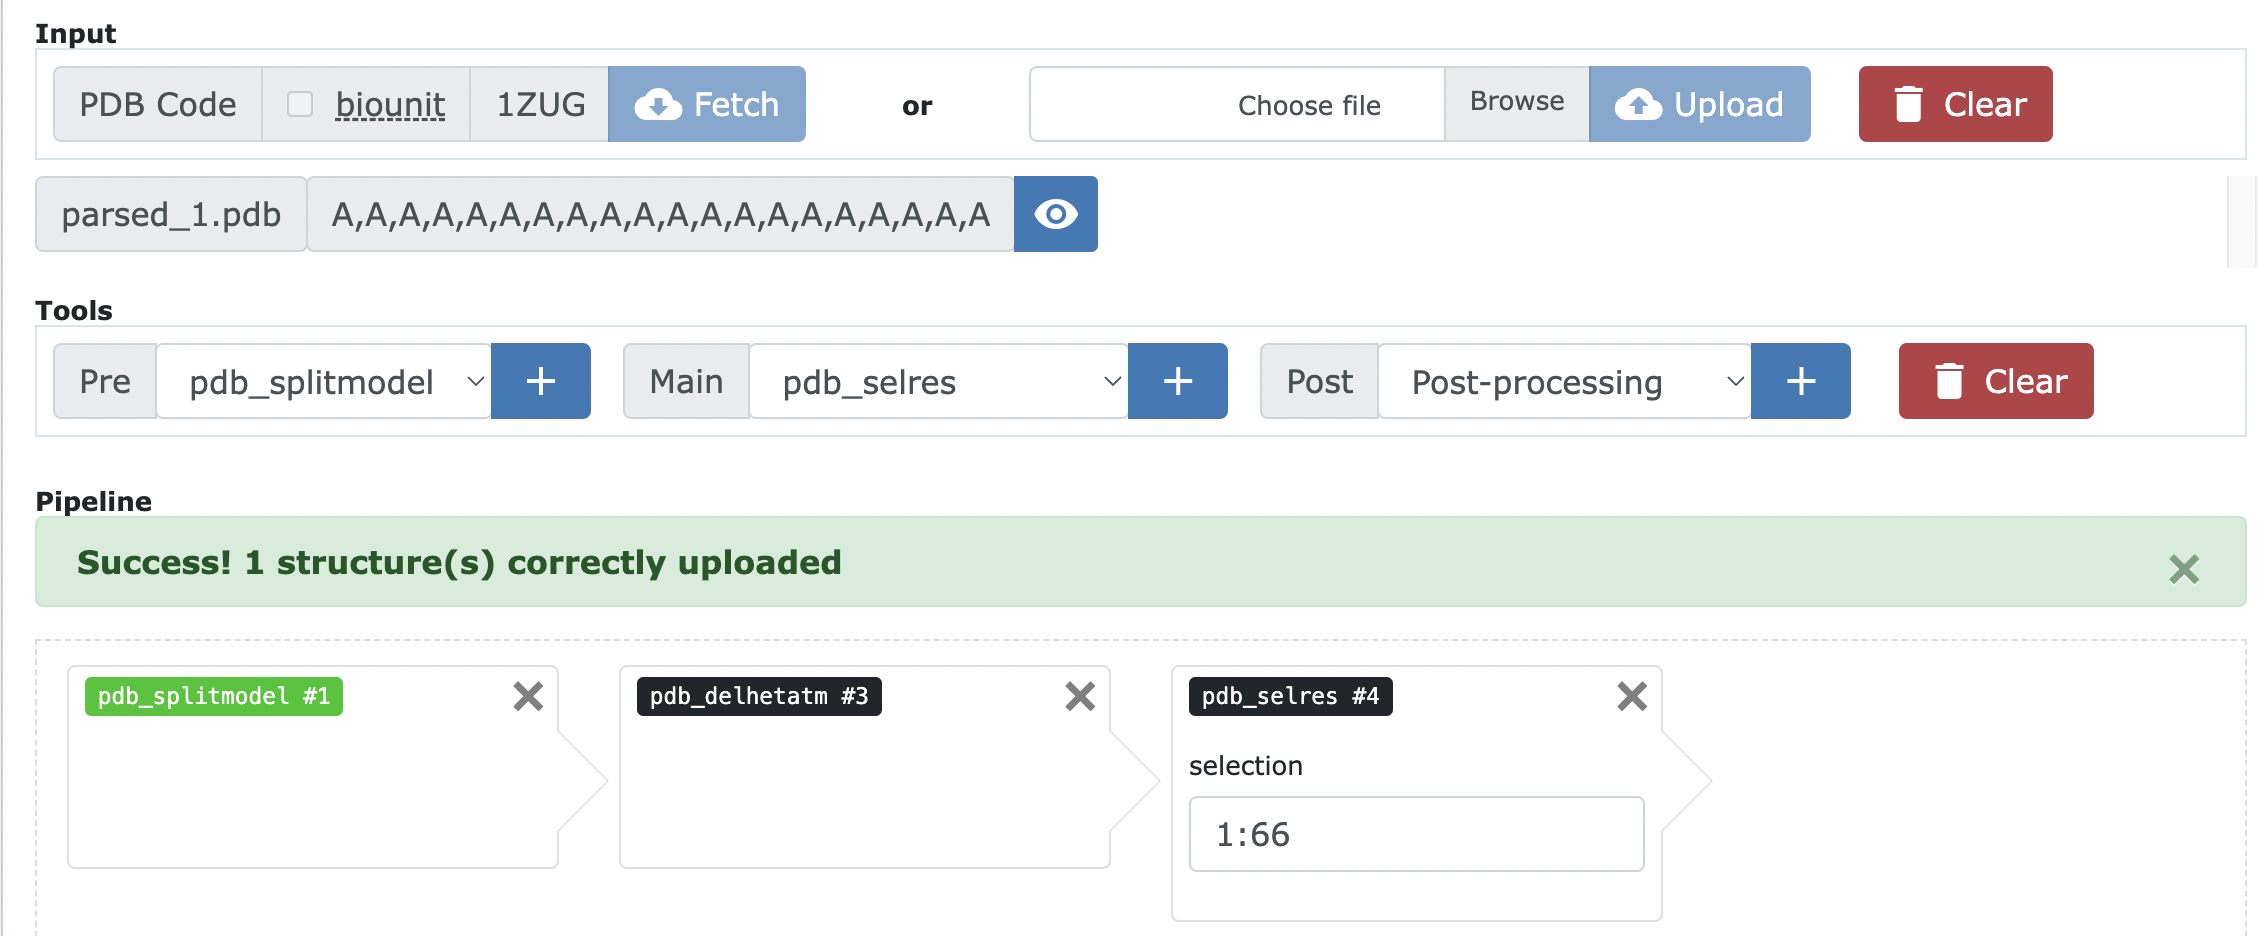 Input
PDB Code biounit 1ZUG Fetch or Choose file Browse Upload Clear
parsed_1.pdb A,A,A,A,A,A,A,A,A,A,A,A,A,A,A,A,A,A,A,A
Tools
Pre pdb_splitmodel + Main pdb_selres + Post Post-processing + Clear
Pipeline
Success! 1 structure(s) correctly uploaded
pdb_splitmodel #1 pdb_delhetatm #3 pdb_selres #4
selection
1:66